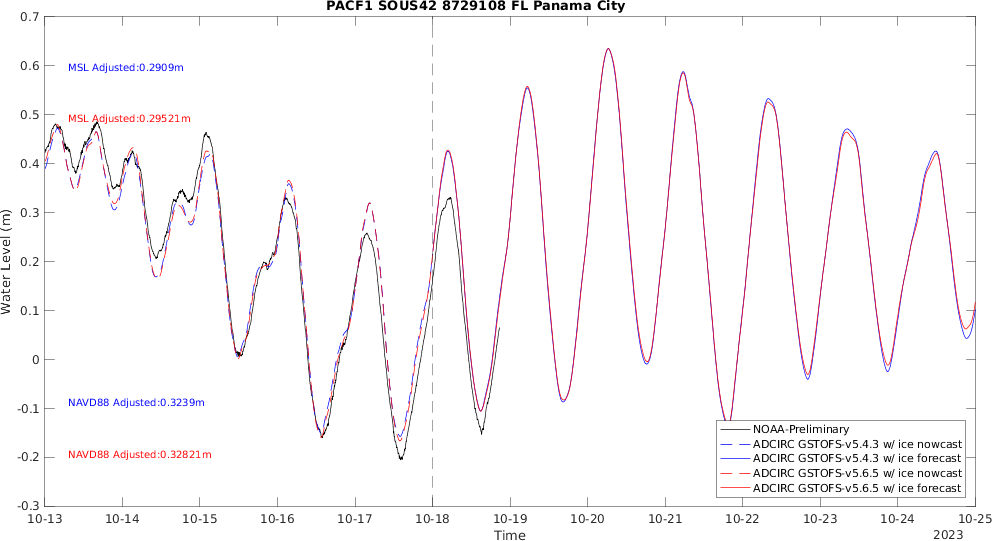 PACF1 SOUS42 8729108 FL Panama City
0.7
0.6
0.5
0.4
0.3
0.2
0.1
0
-0.1
-0.2
-0.3
Water Level (m)
MSL Adjusted:0.2909m
MSL Adjusted:0.29521m
NAVD88 Adjusted:0.3239m
NAVD88 Adjusted:0.32821m
NOAA-Preliminary
ADCIRC GSTOFS-v5.4.3 w/ ice nowcast
ADCIRC GSTOFS-v5.4.3 w/ ice forecast
ADCIRC GSTOFS-v5.6.5 w/ ice nowcast
ADCIRC GSTOFS-v5.6.5 w/ ice forecast
10-13 10-14 10-15 10-16 10-17 10-18 10-19 10-20 10-21 10-22 10-23 10-24 10-25
Time
2023